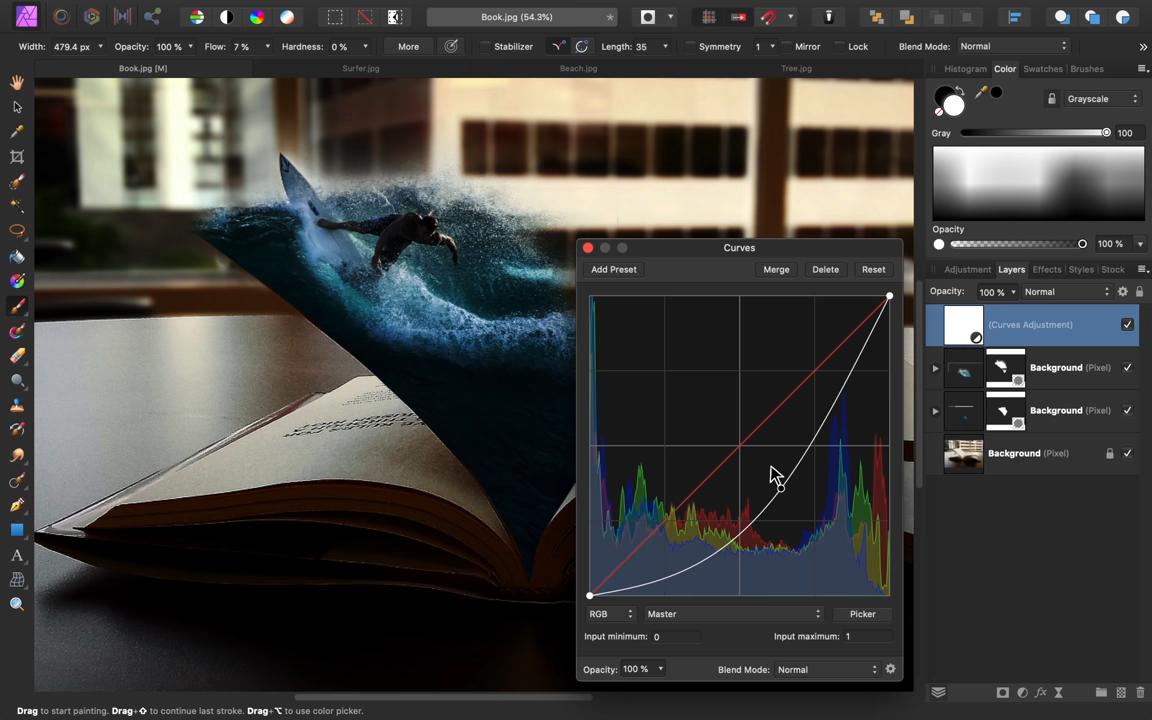 Book.jpg (54.3%)
Width: 479.4 px Opacity: 100 % Flow: 7 % Hardness: 0 % More Stabilizer Length: 35 Symmetry 1 Mirror Lock Blend Mode: Normal
Book.jpg [M] Surfer.jpg Beach.jpg Tree.jpg
Histogram Color Swatches Brushes
Grayscale
Gray 100
Opacity
100 %
Adjustment Layers Effects Styles Stock
Opacity: 100 % Normal
(Curves Adjustment)
Background (Pixel)
Background (Pixel)
Background (Pixel)
Curves
Add Preset Merge Delete Reset
RGB Master Picker
Input minimum: 0 Input maximum: 1
Opacity: 100 % Blend Mode: Normal
Drag to start painting. Drag+⇧ to continue last stroke. Drag+⌥ to use color picker.